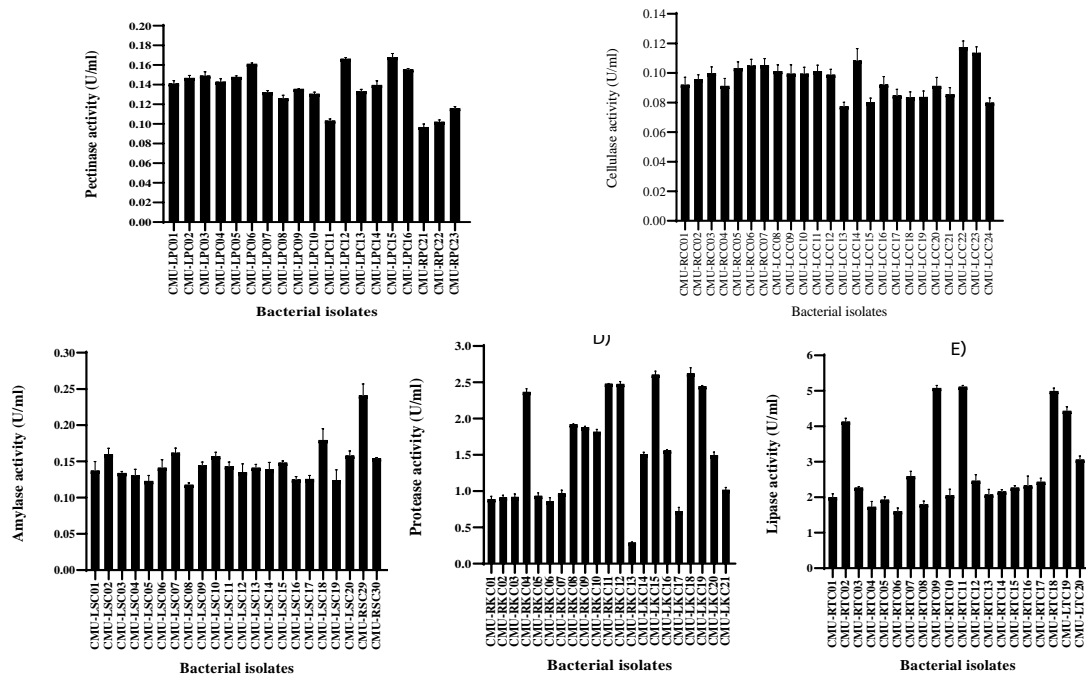 0.20
0.18
0.16
0.14
0.12
0.10
0.08
0.06
0.04
0.02
0.00
Pectinase activity (U/ml)
CMU-LPC01
CMU-LPC02
CMU-LPC03
CMU-LPC04
CMU-LPC05
CMU-LPC06
CMU-LPC07
CMU-LPC08
CMU-LPC09
CMU-LPC10
CMU-LPC11
CMU-LPC12
CMU-LPC13
CMU-LPC14
CMU-LPC15
CMU-LPC16
CMU-RPC21
CMU-RPC22
CMU-RPC23
Bacterial isolates
0.14
0.12
0.10
0.08
0.06
0.04
0.02
0.00
Cellulase activity (U/ml)
CMU-RCC01
CMU-RCC02
CMU-RCC03
CMU-RCC04
CMU-RCC05
CMU-RCC06
CMU-RCC07
CMU-LCC08
CMU-LCC09
CMU-LCC10
CMU-LCC11
CMU-LCC12
CMU-LCC13
CMU-LCC14
CMU-LCC15
CMU-LCC16
CMU-LCC17
CMU-LCC18
CMU-LCC19
CMU-LCC20
CMU-LCC21
CMU-LCC22
CMU-LCC23
CMU-LCC24
Bacterial isolates
0.30
0.25
0.20
0.15
0.10
0.05
0.00
Amylase activity (U/ml)
CMU-LSC01
CMU-LSC02
CMU-LSC03
CMU-LSC04
CMU-LSC05
CMU-LSC06
CMU-LSC07
CMU-LSC08
CMU-LSC09
CMU-LSC10
CMU-LSC11
CMU-LSC12
CMU-LSC13
CMU-LSC14
CMU-LSC15
CMU-LSC16
CMU-LSC17
CMU-LSC18
CMU-LSC19
CMU-LSC20
CMU-RSC29
CMU-RSC30
Bacterial isolates
D)
3.0
2.5
2.0
1.5
1.0
0.5
0.0
Protease activity (U/ml)
CMU-RKC01
CMU-RKC02
CMU-RKC03
CMU-RKC04
CMU-RKC05
CMU-RKC06
CMU-RKC07
CMU-RKC08
CMU-RKC09
CMU-RKC10
CMU-RKC11
CMU-RKC12
CMU-RKC13
CMU-LKC14
CMU-LKC15
CMU-LKC16
CMU-LKC17
CMU-LKC18
CMU-LKC19
CMU-LKC20
CMU-LKC21
Bacterial isolates
E)
6
5
4
3
2
1
0
Lipase activity (U/ml)
CMU-RTC01
CMU-RTC02
CMU-RTC03
CMU-RTC04
CMU-RTC05
CMU-RTC06
CMU-RTC07
CMU-RTC08
CMU-RTC09
CMU-RTC10
CMU-RTC11
CMU-RTC12
CMU-RTC13
CMU-RTC14
CMU-RTC15
CMU-RTC16
CMU-RTC17
CMU-RTC18
CMU-LTC19
CMU-LTC20
Bacterial isolates